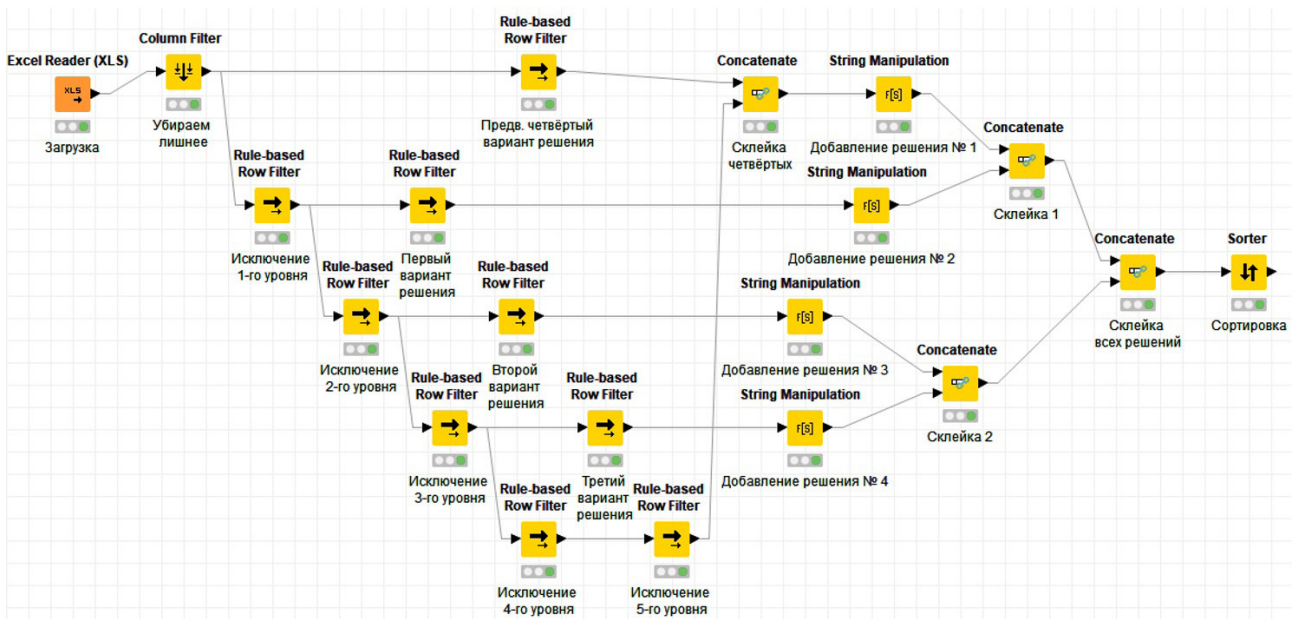 Rule-based
Row Filter
Column Filter
Excel Reader (XLS)
XLS
Загрузка
Убираем
лишнее
Предв. четвёртый
вариант решения
Concatenate
Склейка
четвёртых
String Manipulation
F[S]
Добавление решения № 1
Concatenate
Склейка 1
Rule-based
Row Filter
Исключение
1-го уровня
Rule-based
Row Filter
Первый
вариант
решения
String Manipulation
F[S]
Добавление решения № 2
Concatenate
Склейка
всех решений
Sorter
Сортировка
Rule-based
Row Filter
Исключение
2-го уровня
Rule-based
Row Filter
Второй
вариант
решения
String Manipulation
F[S]
Добавление решения № 3
Concatenate
Склейка 2
Rule-based
Row Filter
Исключение
3-го уровня
Rule-based
Row Filter
Третий
вариант
решения
String Manipulation
F[S]
Добавление решения № 4
Rule-based
Row Filter
Исключение
4-го уровня
Rule-based
Row Filter
Исключение
5-го уровня